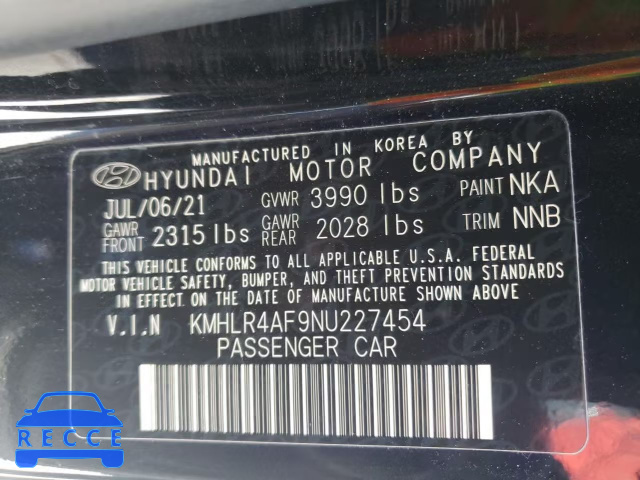 MANUFACTURED IN KOREA BY
HYUNDAI MOTOR COMPANY
JUL/06/21 GVWR 3990 lbs PAINT NKA
GAWR FRONT 2315 lbs GAWR REAR 2028 lbs TRIM NNB
THIS VEHICLE CONFORMS TO ALL APPLICABLE U.S.A. FEDERAL
MOTOR VEHICLE SAFETY, BUMPER, AND THEFT PREVENTION STANDARDS
IN EFFECT ON THE DATE OF MANUFACTURE SHOWN ABOVE.
V.I.N KMHLR4AF9NU227454
PASSENGER CAR
RECCE